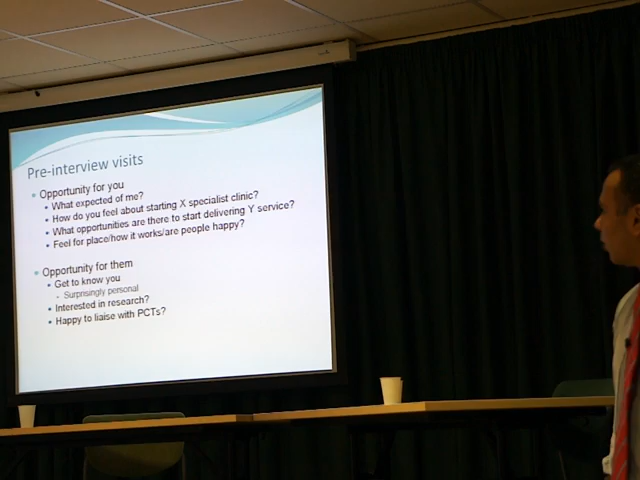 Pre-interview visits
Opportunity for you
What expected of me?
How do you feel about starting X specialist clinic?
What opportunities are there to start delivering Y service?
Feel for place/how it works/are people happy?
Opportunity for them
Get to know you
Surprisingly personal
Interested in research?
Happy to liaise with PCTs?